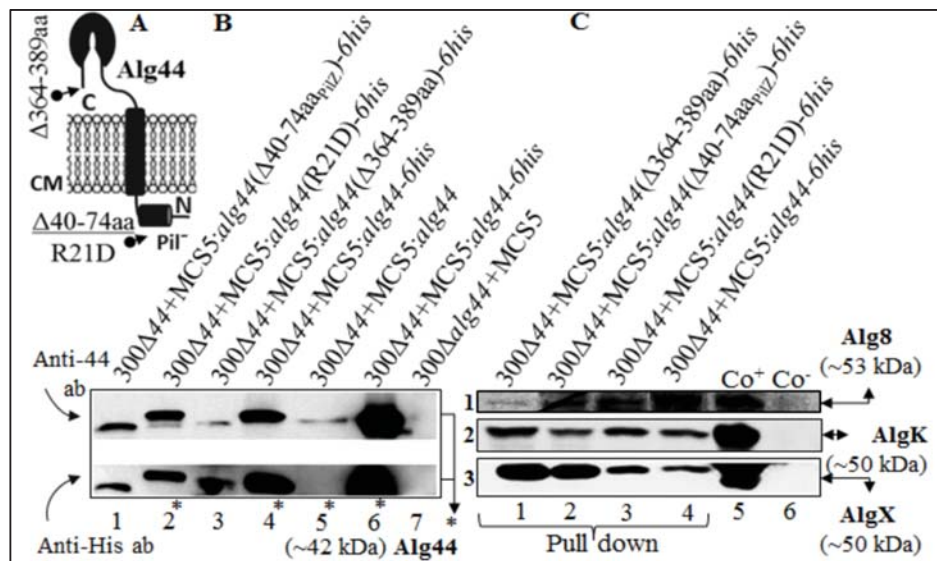 A
B
C
Δ364-389aa
Alg44
C
CM
N
Δ40-74aa
R21D
Pil⁻
300Δ44+MCS5:alg44(Δ40-74aaPilZ)-6his
300Δ44+MCS5:alg44(R21D)-6his
300Δ44+MCS5:alg44(Δ364-389aa)-6his
300Δ44+MCS5:alg44-6his
300Δ44+MCS5:alg44
300Δ44+MCS5:alg44-6his
300Δalg44+MCS5
300Δ44+MCS5:alg44(Δ364-389aa)-6his
300Δ44+MCS5:alg44(Δ40-74aaPilZ)-6his
300Δ44+MCS5:alg44(R21D)-6his
300Δ44+MCS5:alg44-6his
Co⁺ Co⁻
Anti-44
ab
Anti-His ab
1 2* 3 4* 5* 6* 7 *
(~42 kDa) Alg44
1
2
3
Alg8
(~53 kDa)
AlgK
(~50 kDa)
AlgX
(~50 kDa)
1 2 3 4 5 6
Pull down